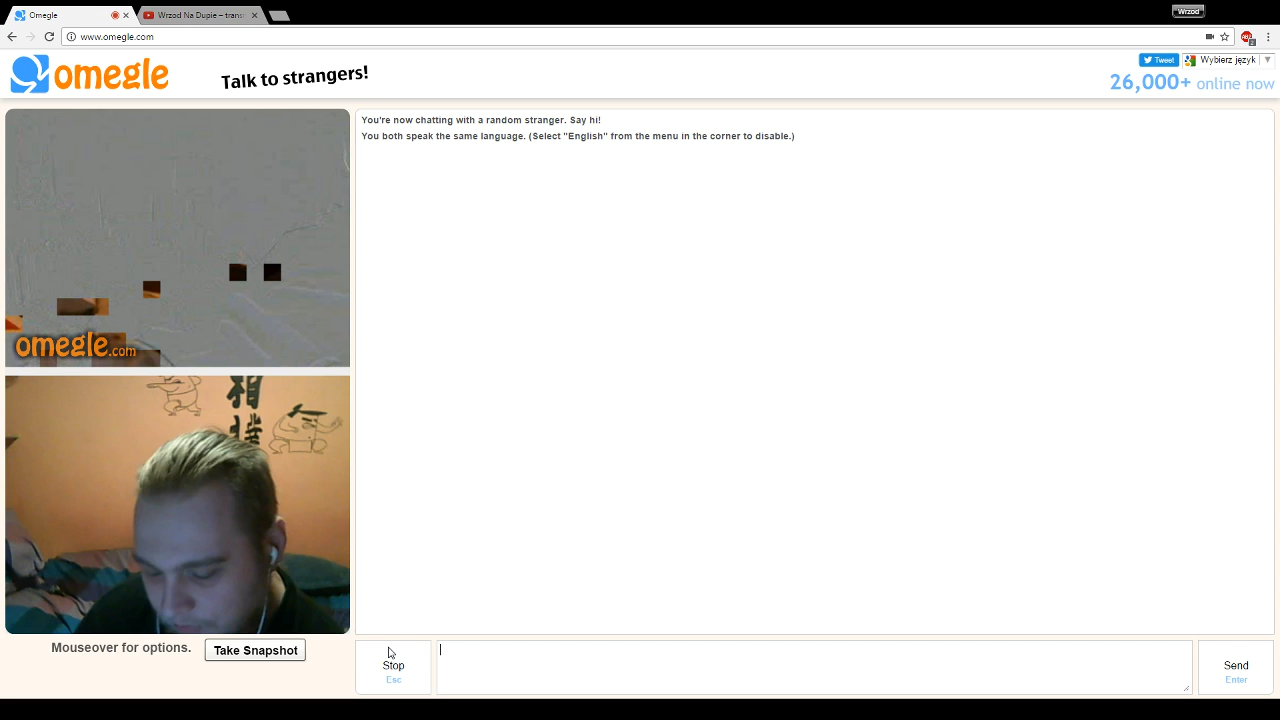 Omegle
Wrzod Na Dupie – trans
Wrzod
www.omegle.com
omegle
Talk to strangers!
Tweet
Wybierz język
26,000+ online now
You're now chatting with a random stranger. Say hi!
You both speak the same language. (Select "English" from the menu in the corner to disable.)
omegle.com
相
撲
Mouseover for options.
Take Snapshot
Stop
Esc
Send
Enter